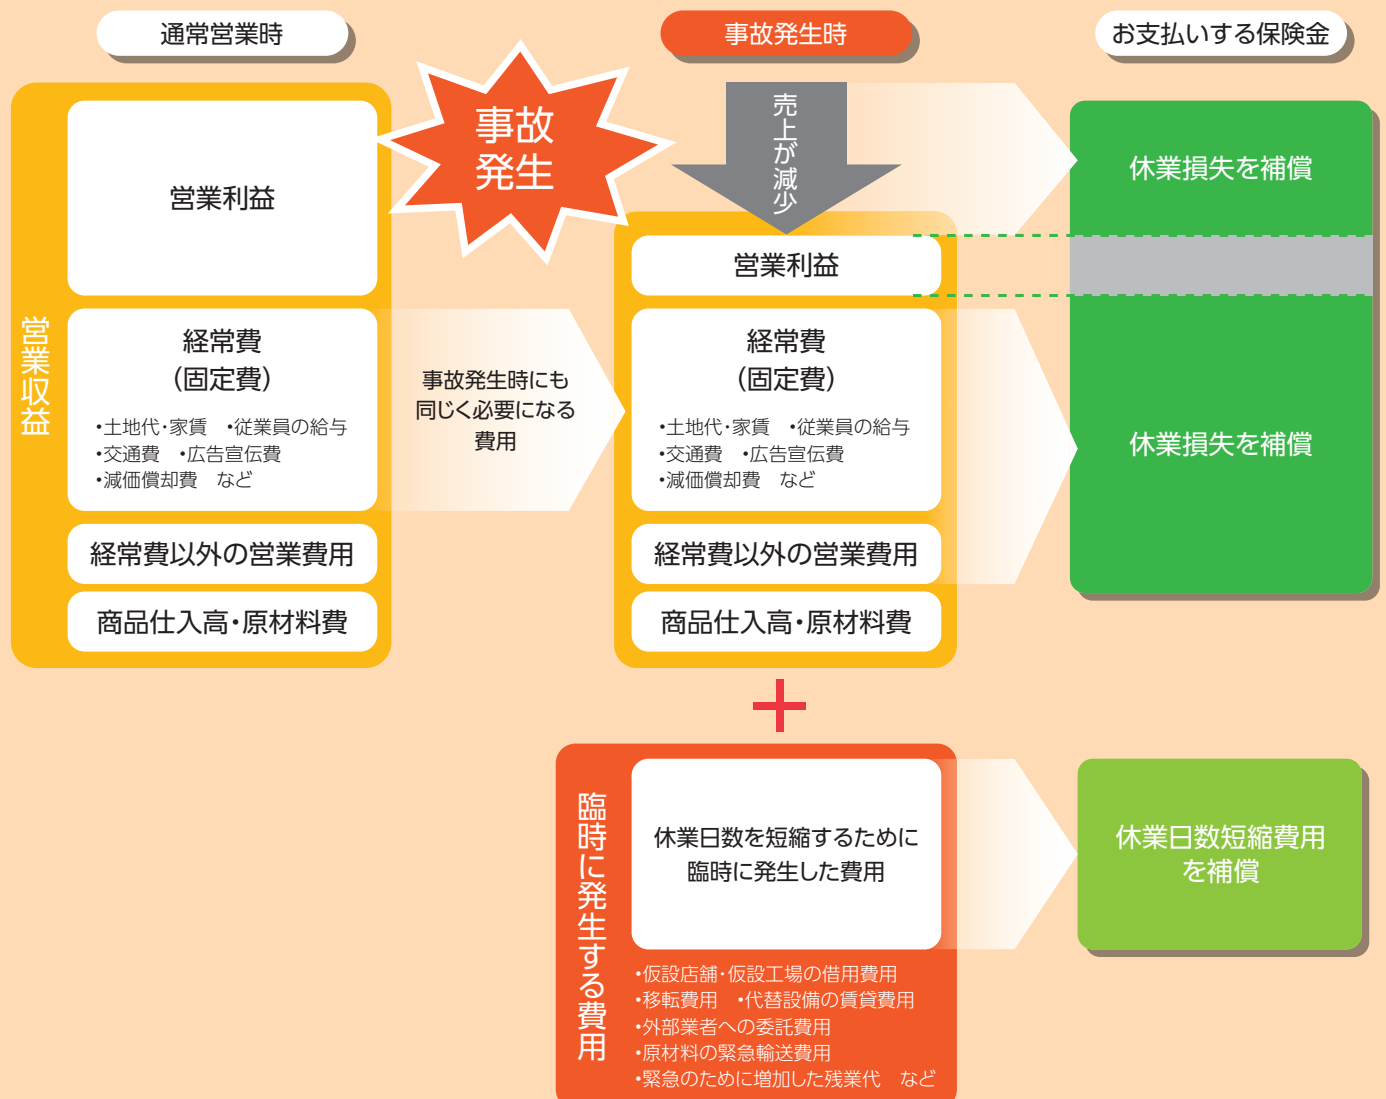 通常営業時
事故発生時
お支払いする保険金
営業収益
営業利益
経常費
(固定費)
・土地代・家賃　・従業員の給与
・交通費　・広告宣伝費
・減価償却費　など
経常費以外の営業費用
商品仕入高・原材料費
事故
発生
事故発生時にも
同じく必要になる
費用
売上が減少
営業利益
経常費
(固定費)
・土地代・家賃　・従業員の給与
・交通費　・広告宣伝費
・減価償却費　など
経常費以外の営業費用
商品仕入高・原材料費
休業損失を補償
休業損失を補償
+
臨時に発生する費用
休業日数を短縮するために
臨時に発生した費用
・仮設店舗・仮設工場の借用費用
・移転費用　・代替設備の賃貸費用
・外部業者への委託費用
・原材料の緊急輸送費用
・緊急のために増加した残業代　など
休業日数短縮費用
を補償